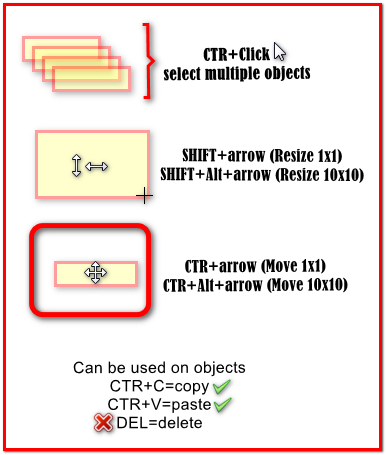 CTR+Click
select multiple objects
SHIFT+arrow (Resize 1x1)
SHIFT+Alt+arrow (Resize 10x10)
CTR+arrow (Move 1x1)
CTR+Alt+arrow (Move 10x10)
Can be used on objects
CTR+C=copy
CTR+V=paste
DEL=delete